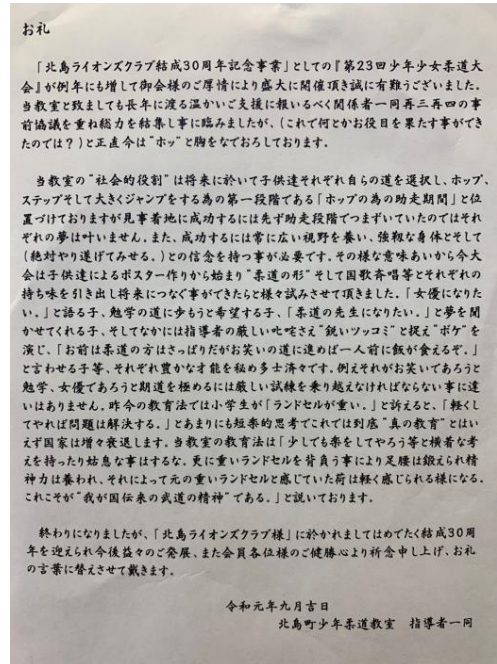 お礼
「北島ライオンズクラブ結成30周年記念事業」としての『第23回少年少女柔道大
会』が例年にも増して御会様のご厚情により盛大に開催頂き誠に有難うございました。
当教室と致しましても長年に渡る温かいご支援に報いるべく関係者一同再三再四の事
前協議を重ね総力を結集し事に臨みましたが、(これで何とかお役目を果たす事ができ
たのでは?)と正直今は"ホッ"と胸をなでおろしております。
当教室の"社会的役割"は将来に於いて子供達それぞれ自らの道を選択し、ホップ、
ステップそして大きくジャンプをする為の第一段階である「ホップの為の助走期間」と位
置づけておりますが見事着地に成功するには先ず助走段階でつまずいていたのではそれ
ぞれの夢は叶いません。また、成功するには常に広い視野を養い、強靭な身体とそして
(絶対やり遂げてみせる。)との信念を持つ事が必要です。その様な意味あいから今大
会は子供達によるポスター作りから始まり"柔道の形"そして国歌斉唱等とそれぞれの
持ち味を引き出し将来につなぐ事ができたらと様々試みさせて頂きました。「女優になりた
い。」と語る子、勉学の道に歩もうと希望する子、「柔道の先生になりたい。」と夢を聞
かせてくれる子、そしてなかには指導者の厳しい叱咤さえ"鋭いツッコミ"と捉え"ボケ"を
演じ、「お前は柔道の方はさっぱりだがお笑いの道に進めば一人前に飯が食えるぞ。」
と言わせる子等、それぞれ豊かな才能を秘め多士済々です。例えそれがお笑いであろうと
勉学、女優であろうと期道を極めるには厳しい試練を乗り越えなければならない事に違
いはありません。昨今の教育法では小学生が「ランドセルが重い。」と訴えると、「軽くし
てやれば問題は解決する。」とあまりにも短楽的思考でこれでは到底"真の教育"とはい
えず国家は増々衰退します。当教室の教育法は「少しでも楽をしてやろう等と横着な考
えを持ったり姑息な事はするな。更に重いランドセルを背負う事により足腰は鍛えられ精
神力は養われ、それによって元の重いランドセルと感じていた荷は軽く感じられる様になる。
これこそが"我が国伝来の武道の精神"である。」と説いております。
終わりになりましたが、「北島ライオンズクラブ様」に於かれましてはめでたく結成30周
年を迎えられ今後益々のご発展、また会員各位様のご健勝心より祈念申し上げ、お礼
の言葉に替えさせて戴きます。
令和元年九月吉日
北島町少年柔道教室 指導者一同